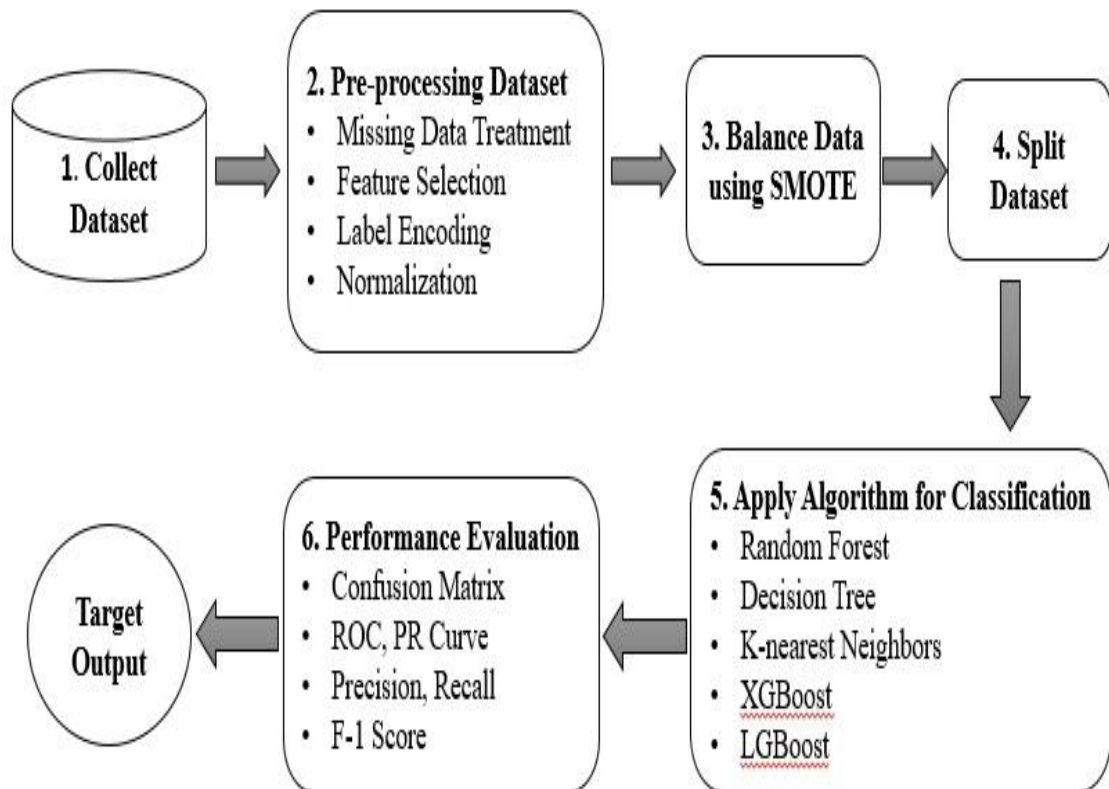 1. Collect
Dataset
2. Pre-processing Dataset
• Missing Data Treatment
• Feature Selection
• Label Encoding
• Normalization
3. Balance Data
using SMOTE
4. Split
Dataset
5. Apply Algorithm for Classification
• Random Forest
• Decision Tree
• K-nearest Neighbors
• XGBoost
• LGBoost
6. Performance Evaluation
• Confusion Matrix
• ROC, PR Curve
• Precision, Recall
• F-1 Score
Target
Output